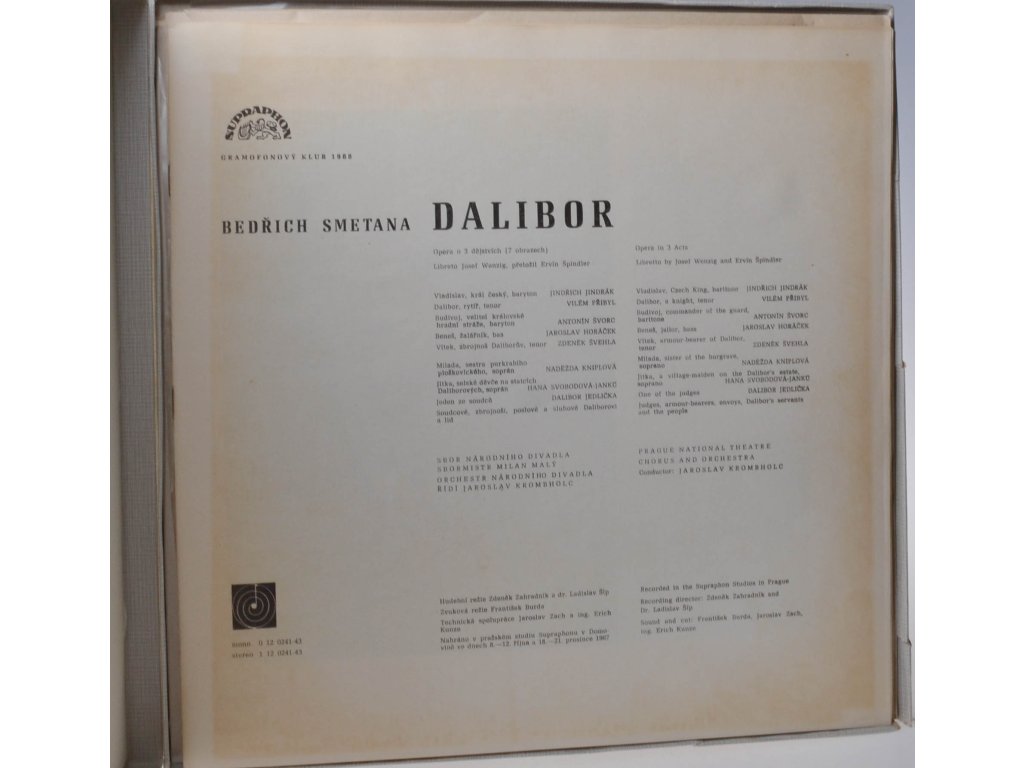 SUPRAPHON
GRAMOFONOVÝ KLUB 1968
BEDŘICH SMETANA DALIBOR
Opera o 3 dějstvích (7 obrazech)
Libreto Josef Wenzig, přeložil Ervín Špindler
Vladislav, král český, baryton JINDŘICH JINDRÁK
Dalibor, rytíř, tenor VILÉM PŘIBYL
Budivoj, velitel královské
hradní stráže, baryton ANTONÍN ŠVORC
Beneš, žalářník, bas JAROSLAV HORÁČEK
Vítek, zbrojnoš Daliborův, tenor ZDENĚK ŠVEHLA
Milada, sestra purkrabího
ploškovického, soprán NADĚŽDA KNIPLOVÁ
Jitka, selské děvče na statcích
Daliborových, soprán HANA SVOBODOVÁ-JANKŮ
Jeden ze soudců DALIBOR JEDLIČKA
Soudcové, zbrojnoši, poslové a sluhové Daliborovi
a lid
SBOR NÁRODNÍHO DIVADLA
SBORMISTR MILAN MALÝ
ORCHESTR NÁRODNÍHO DIVADLA
ŘÍDÍ JAROSLAV KROMBHOLC
Opera in 3 Acts
Libretto by Josef Wenzig and Ervín Špindler
Vladislav, Czech King, baritone JINDŘICH JINDRÁK
Dalibor, a knight, tenor VILÉM PŘIBYL
Budivoj, commander of the guard,
baritone ANTONÍN ŠVORC
Beneš, jailor, bass JAROSLAV HORÁČEK
Vítek, armour-bearer of Dalibor,
tenor ZDENĚK ŠVEHLA
Milada, sister of the burgrave,
soprano NADĚŽDA KNIPLOVÁ
Jitka, a village-maiden on the Dalibor's estate,
soprano HANA SVOBODOVÁ-JANKŮ
One of the judges DALIBOR JEDLIČKA
Judges, armour-bearers, envoys, Dalibor's servants
and the people
PRAGUE NATIONAL THEATRE
CHORUS AND ORCHESTRA
Conductor: JAROSLAV KROMBHOLC
mono 0 12 0241-43
stereo 1 12 0241-43
Hudební režie Zdeněk Zahradník a dr. Ladislav Šíp
Zvuková režie František Burda
Technická spolupráce Jaroslav Zach a ing. Erich
Kunze
Nahráno v pražském studiu Supraphonu v Domo-
vině ve dnech 8.—12. října a 18.—21. prosince 1967
Recorded in the Supraphon Studios in Prague
Recording director: Zdeněk Zahradník and
Dr. Ladislav Šíp
Sound and cut: František Burda, Jaroslav Zach,
ing. Erich Kunze